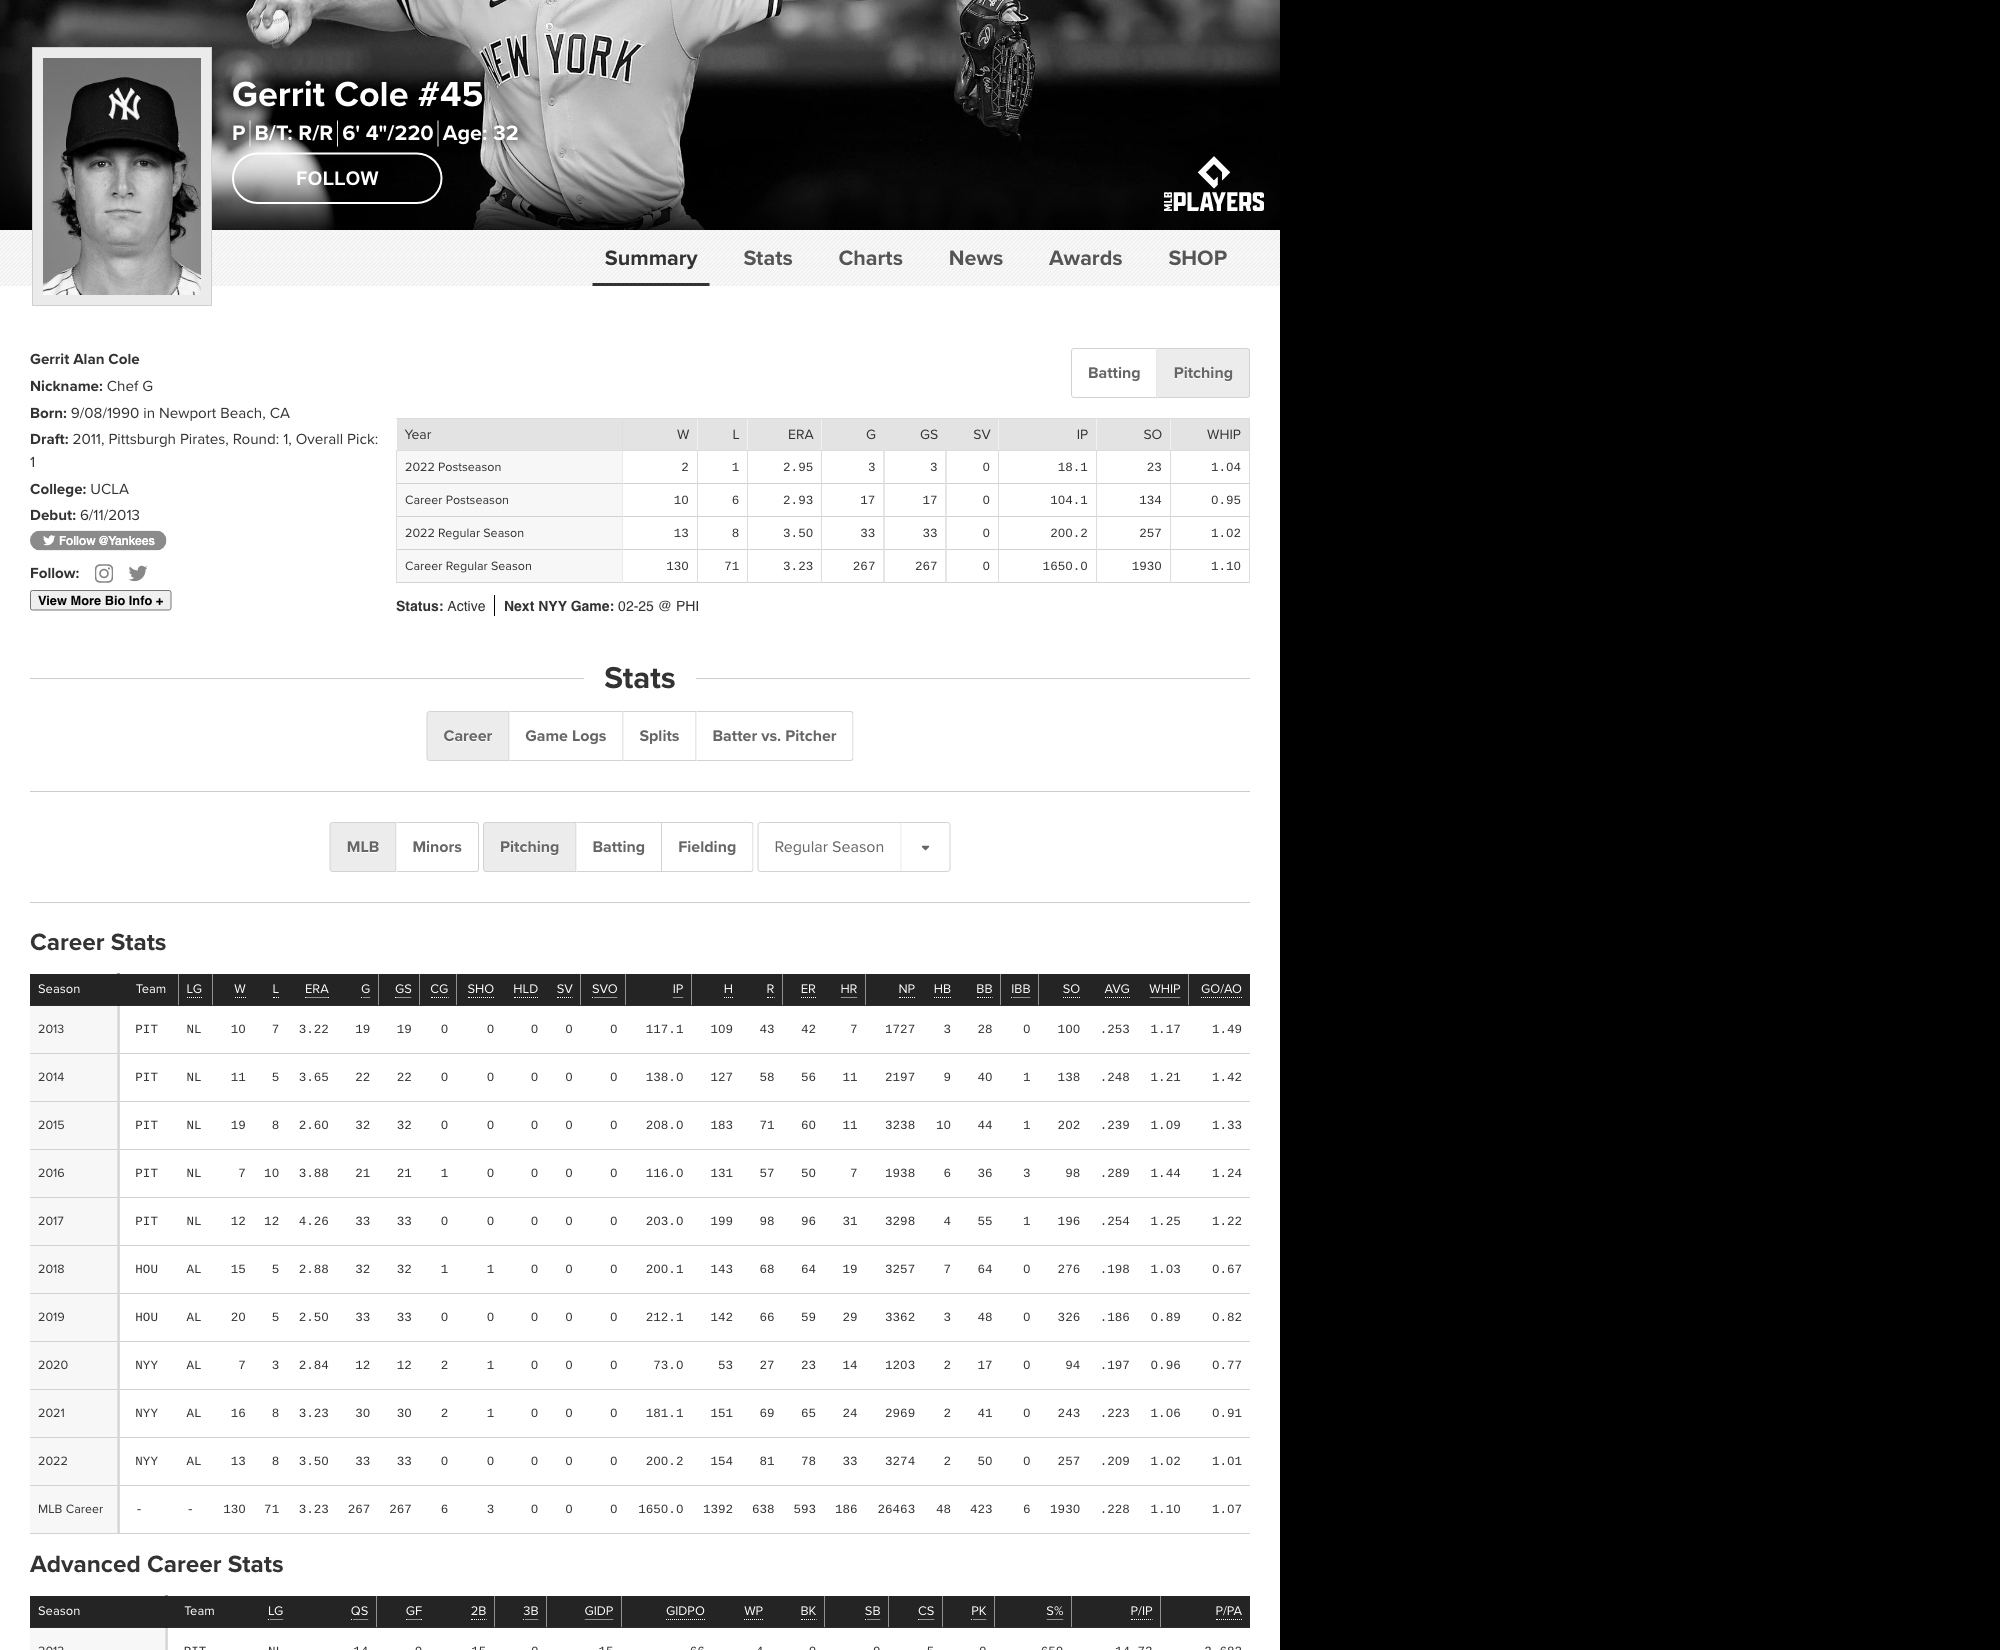 NEW YORK
NY
Gerrit Cole #45
P B/T: R/R 6' 4"/220 Age: 32
FOLLOW
MLB PLAYERS
Summary Stats Charts News Awards SHOP
Gerrit Alan Cole
Nickname: Chef G
Born: 9/08/1990 in Newport Beach, CA
Draft: 2011, Pittsburgh Pirates, Round: 1, Overall Pick:
1
College: UCLA
Debut: 6/11/2013
Follow @Yankees
Follow:
View More Bio Info +
Batting Pitching
Year W L ERA G GS SV IP SO WHIP
2022 Postseason 2 1 2.95 3 3 0 18.1 23 1.04
Career Postseason 10 6 2.93 17 17 0 104.1 134 0.95
2022 Regular Season 13 8 3.50 33 33 0 200.2 257 1.02
Career Regular Season 130 71 3.23 267 267 0 1650.0 1930 1.10
Status: Active Next NYY Game: 02-25 @ PHI
Stats
Career Game Logs Splits Batter vs. Pitcher
MLB Minors Pitching Batting Fielding Regular Season
Career Stats
Season Team LG W L ERA G GS CG SHO HLD SV SVO IP H R ER HR NP HB BB IBB SO AVG WHIP GO/AO
2013 PIT NL 10 7 3.22 19 19 0 0 0 0 0 117.1 109 43 42 7 1727 3 28 0 100 .253 1.17 1.49
2014 PIT NL 11 5 3.65 22 22 0 0 0 0 0 138.0 127 58 56 11 2197 9 40 1 138 .248 1.21 1.42
2015 PIT NL 19 8 2.60 32 32 0 0 0 0 0 208.0 183 71 60 11 3238 10 44 1 202 .239 1.09 1.33
2016 PIT NL 7 10 3.88 21 21 1 0 0 0 0 116.0 131 57 50 7 1938 6 36 3 98 .289 1.44 1.24
2017 PIT NL 12 12 4.26 33 33 0 0 0 0 0 203.0 199 98 96 31 3298 4 55 1 196 .254 1.25 1.22
2018 HOU AL 15 5 2.88 32 32 1 1 0 0 0 200.1 143 68 64 19 3257 7 64 0 276 .198 1.03 0.67
2019 HOU AL 20 5 2.50 33 33 0 0 0 0 0 212.1 142 66 59 29 3362 3 48 0 326 .186 0.89 0.82
2020 NYY AL 7 3 2.84 12 12 2 1 0 0 0 73.0 53 27 23 14 1203 2 17 0 94 .197 0.96 0.77
2021 NYY AL 16 8 3.23 30 30 2 1 0 0 0 181.1 151 69 65 24 2969 2 41 0 243 .223 1.06 0.91
2022 NYY AL 13 8 3.50 33 33 0 0 0 0 0 200.2 154 81 78 33 3274 2 50 0 257 .209 1.02 1.01
MLB Career - - 130 71 3.23 267 267 6 3 0 0 0 1650.0 1392 638 593 186 26463 48 423 6 1930 .228 1.10 1.07
Advanced Career Stats
Season Team LG QS GF 2B 3B GIDP GIDPO WP BK SB CS PK S% P/IP P/PA